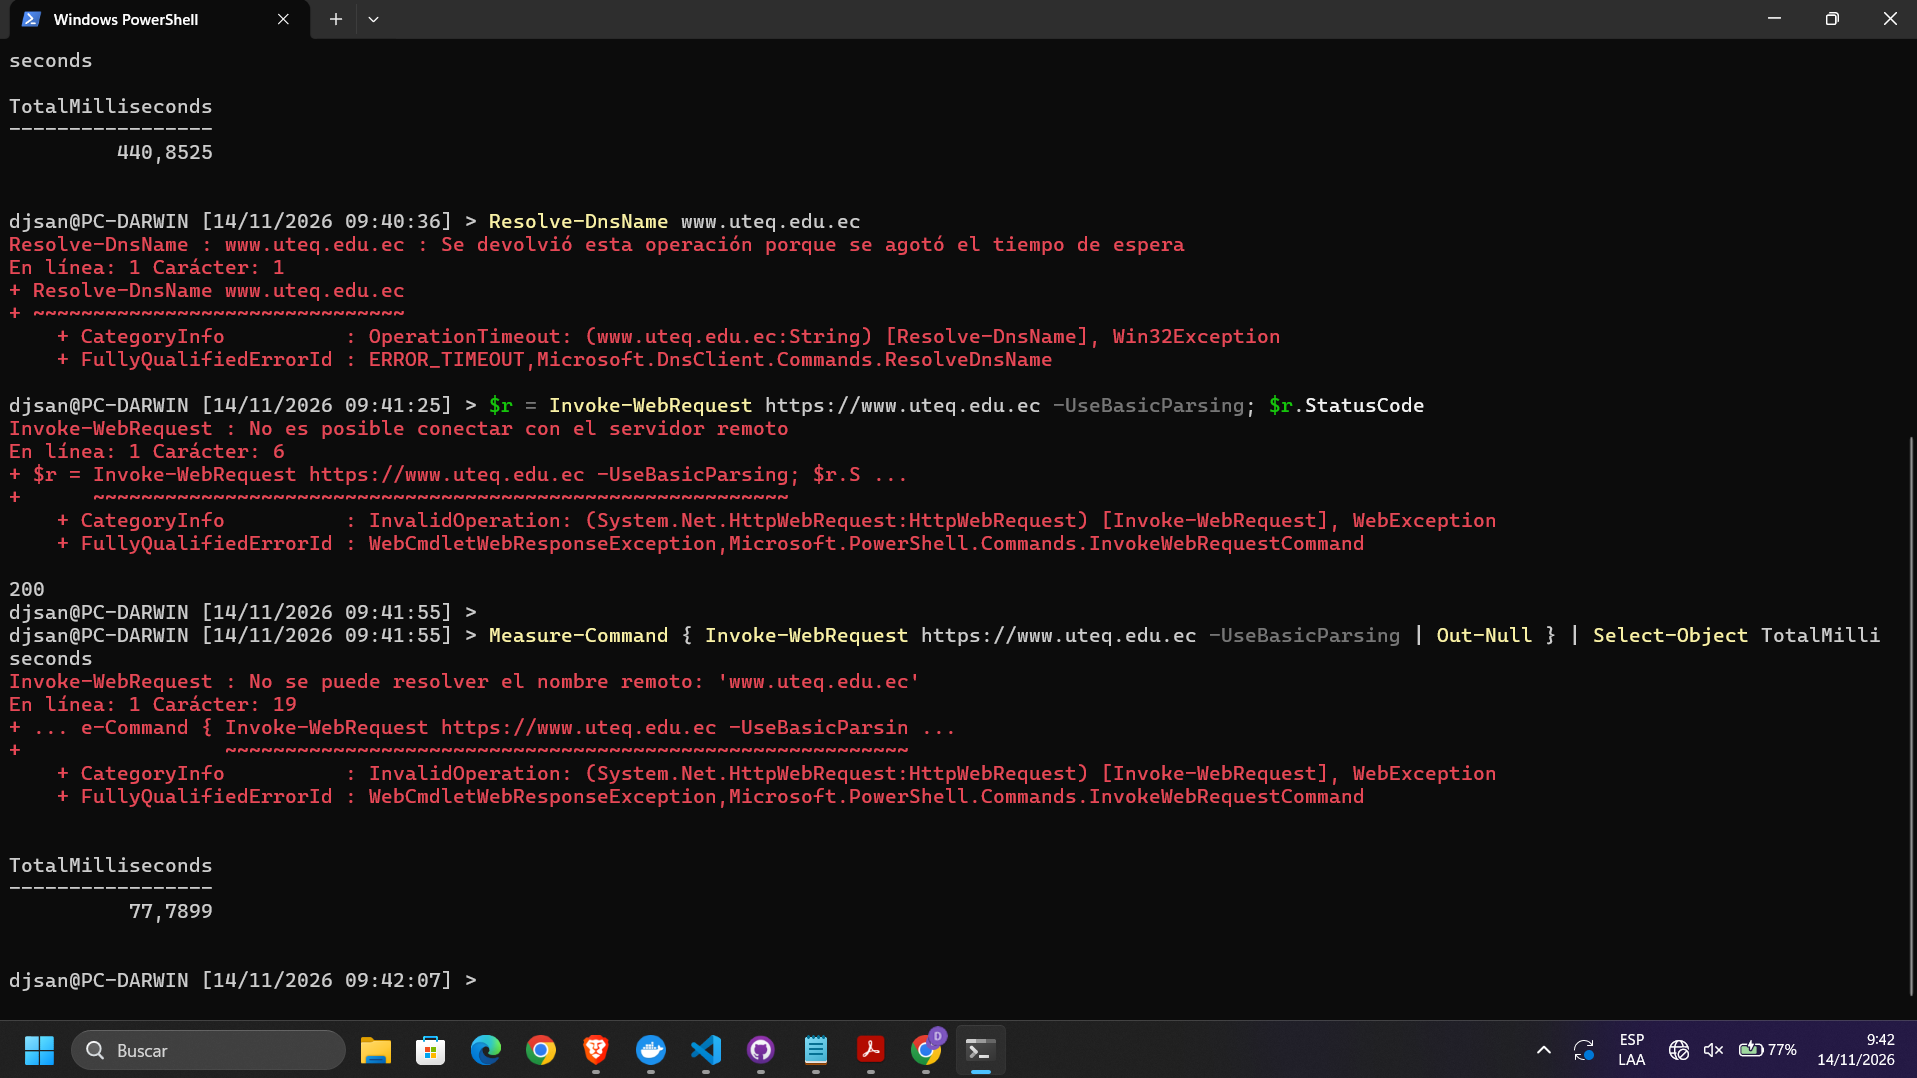 Windows PowerShell
seconds
TotalMilliseconds
-----------------
440,8525
djsan@PC-DARWIN [14/11/2026 09:40:36] > Resolve-DnsName www.uteq.edu.ec
Resolve-DnsName : www.uteq.edu.ec : Se devolvió esta operación porque se agotó el tiempo de espera
En línea: 1 Carácter: 1
+ Resolve-DnsName www.uteq.edu.ec
+ ~~~~~~~~~~~~~~~~~~~~~~~~~~~~~~~
    + CategoryInfo          : OperationTimeout: (www.uteq.edu.ec:String) [Resolve-DnsName], Win32Exception
    + FullyQualifiedErrorId : ERROR_TIMEOUT,Microsoft.DnsClient.Commands.ResolveDnsName
djsan@PC-DARWIN [14/11/2026 09:41:25] > $r = Invoke-WebRequest https://www.uteq.edu.ec -UseBasicParsing; $r.StatusCode
Invoke-WebRequest : No es posible conectar con el servidor remoto
En línea: 1 Carácter: 6
+ $r = Invoke-WebRequest https://www.uteq.edu.ec -UseBasicParsing; $r.S ...
+      ~~~~~~~~~~~~~~~~~~~~~~~~~~~~~~~~~~~~~~~~~~~~~~~~~~~~~~~~~~
    + CategoryInfo          : InvalidOperation: (System.Net.HttpWebRequest:HttpWebRequest) [Invoke-WebRequest], WebException
    + FullyQualifiedErrorId : WebCmdletWebResponseException,Microsoft.PowerShell.Commands.InvokeWebRequestCommand
200
djsan@PC-DARWIN [14/11/2026 09:41:55] >
djsan@PC-DARWIN [14/11/2026 09:41:55] > Measure-Command { Invoke-WebRequest https://www.uteq.edu.ec -UseBasicParsing | Out-Null } | Select-Object TotalMilli
seconds
Invoke-WebRequest : No se puede resolver el nombre remoto: 'www.uteq.edu.ec'
En línea: 1 Carácter: 19
+ ... e-Command { Invoke-WebRequest https://www.uteq.edu.ec -UseBasicParsin ...
+                 ~~~~~~~~~~~~~~~~~~~~~~~~~~~~~~~~~~~~~~~~~~~~~~~~~~~~~~~~~
    + CategoryInfo          : InvalidOperation: (System.Net.HttpWebRequest:HttpWebRequest) [Invoke-WebRequest], WebException
    + FullyQualifiedErrorId : WebCmdletWebResponseException,Microsoft.PowerShell.Commands.InvokeWebRequestCommand
TotalMilliseconds
-----------------
77,7899
djsan@PC-DARWIN [14/11/2026 09:42:07] >
Buscar
D
ESP
LAA
77%
9:42
14/11/2026